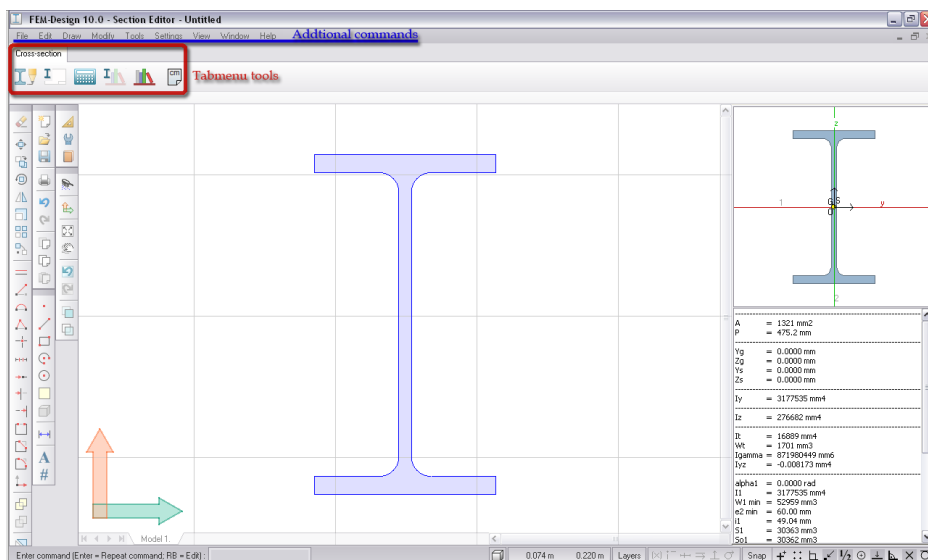 FEM-Design 10.0 - Section Editor - Untitled
File Edit Draw Modify Tools Settings View Window Help Addtional commands
Cross-section
cm
Tabmenu tools
z
1
G S
O
y
2
A = 1321 mm2
P = 475.2 mm
Yg = 0.0000 mm
Zg = 0.0000 mm
Ys = 0.0000 mm
Zs = 0.0000 mm
Iy = 3177535 mm4
Iz = 276682 mm4
It = 16889 mm4
Wt = 1701 mm3
Igamma = 871980449 mm6
Iyz = -0.008173 mm4
alpha1 = 0.0000 rad
I1 = 3177535 mm4
W1 min = 52959 mm3
e2 min = 60.00 mm
i1 = 49.04 mm
S1 = 30363 mm3
So1 = 30362 mm3
A
#
Model 1.
Enter command (Enter = Repeat command; RB = Edit) :
0.074 m 0.220 m Layers Snap 1/2